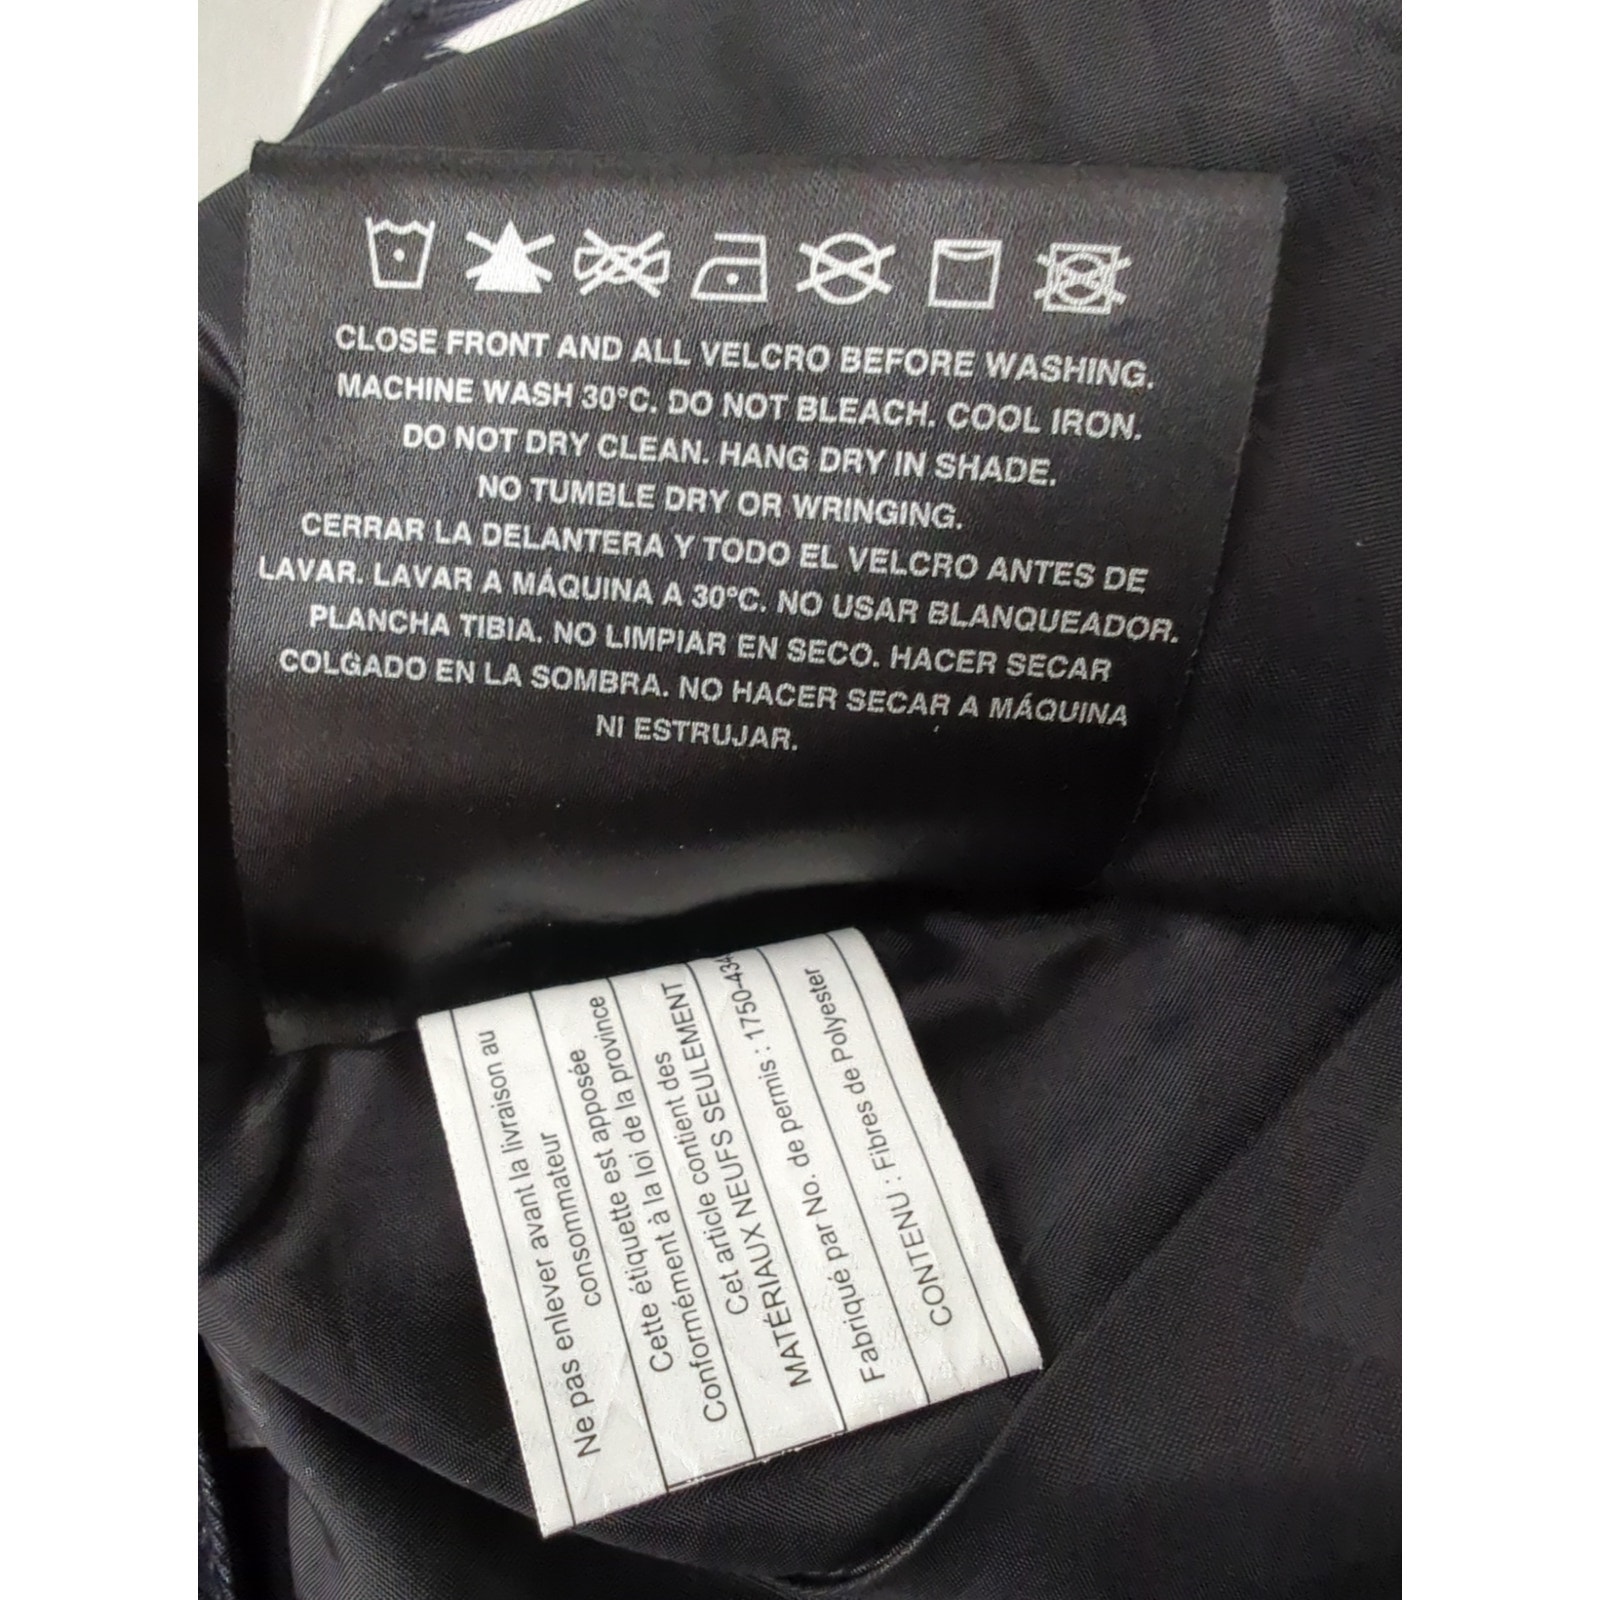 CLOSE FRONT AND ALL VELCRO BEFORE WASHING.
MACHINE WASH 30°C. DO NOT BLEACH. COOL IRON.
DO NOT DRY CLEAN. HANG DRY IN SHADE.
NO TUMBLE DRY OR WRINGING.
CERRAR LA DELANTERA Y TODO EL VELCRO ANTES DE
LAVAR. LAVAR A MÁQUINA A 30°C. NO USAR BLANQUEADOR.
PLANCHA TIBIA. NO LIMPIAR EN SECO. HACER SECAR
COLGADO EN LA SOMBRA. NO HACER SECAR A MÁQUINA
NI ESTRUJAR.
Ne pas enlever avant la livraison au
consommateur
Cette étiquette est apposée
Conformément à la loi de la province
Cet article contient des
MATÉRIAUX NEUFS SEULEMENT
Fabriqué par No. de permis : 1750-434
CONTENU : Fibres de Polyester